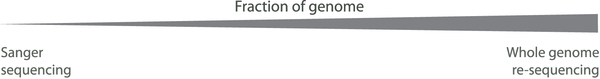 Fraction of genome
Sanger
sequencing
Whole genome
re-sequencing